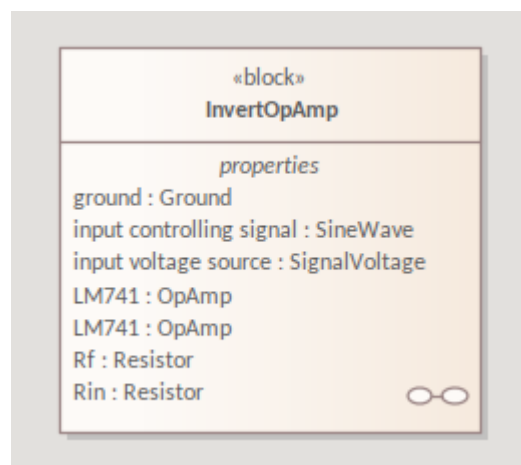 «block»
InvertOpAmp
properties
ground : Ground
input controlling signal : SineWave
input voltage source : SignalVoltage
LM741 : OpAmp
LM741 : OpAmp
Rf : Resistor
Rin : Resistor